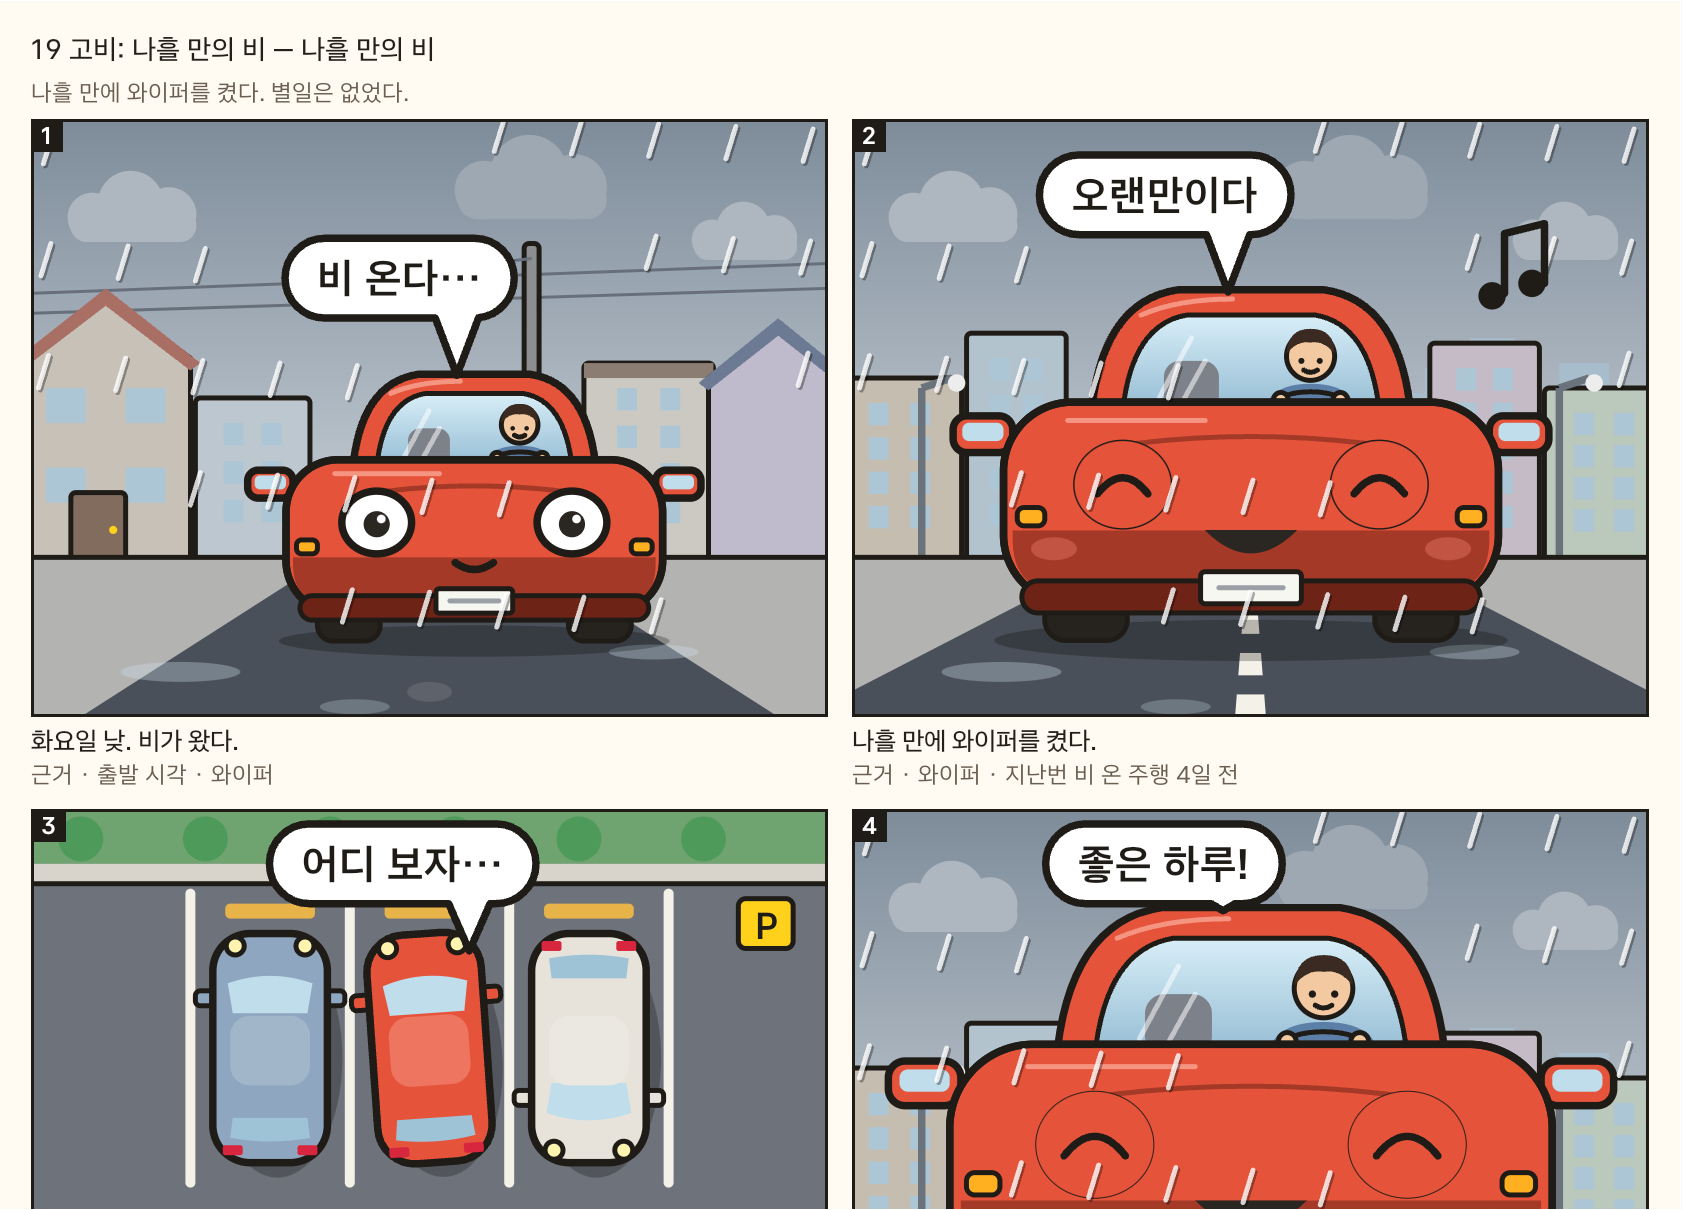 19 고비: 나흘 만의 비 — 나흘 만의 비
나흘 만에 와이퍼를 켰다. 별일은 없었다.
1
비 온다···
화요일 낮. 비가 왔다.
근거 · 출발 시각 · 와이퍼
2
오랜만이다
나흘 만에 와이퍼를 켰다.
근거 · 와이퍼 · 지난번 비 온 주행 4일 전
3
어디 보자···
P
4
좋은 하루!